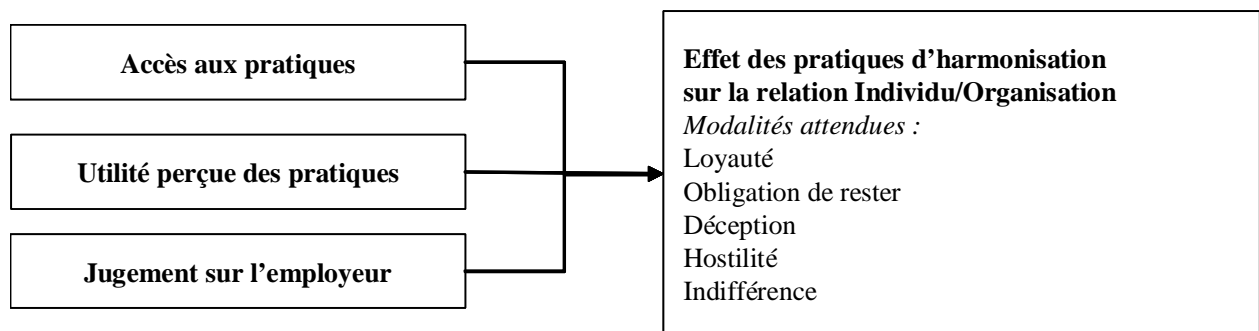 Accès aux pratiques
Utilité perçue des pratiques
Jugement sur l’employeur
Effet des pratiques d’harmonisation
sur la relation Individu/Organisation
Modalités attendues :
Loyauté
Obligation de rester
Déception
Hostilité
Indifférence